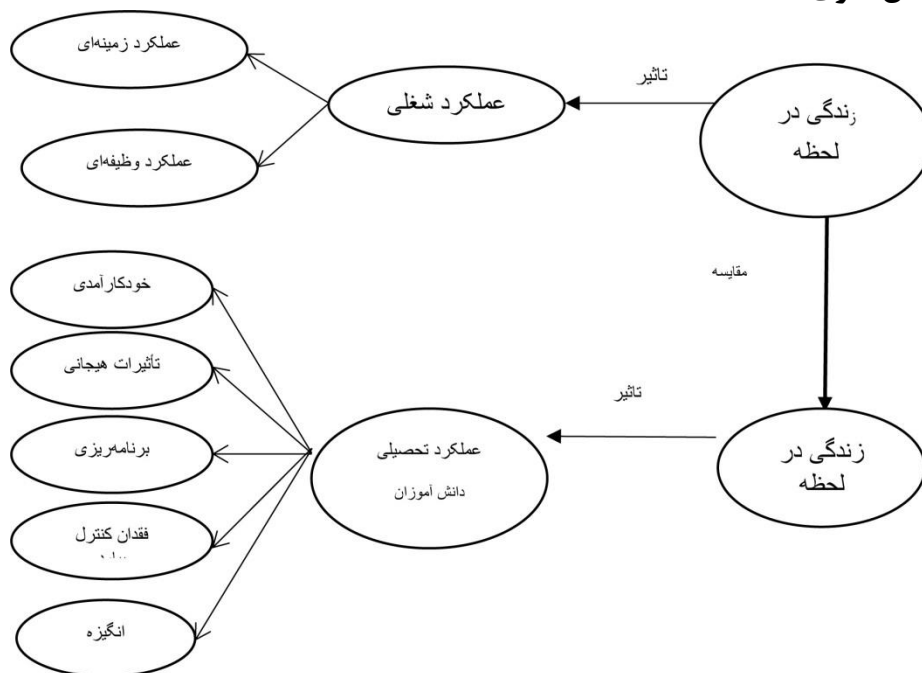 عملکرد زمینه‌ای
تاثیر
زندگی در
لحظه
عملکرد شغلی
عملکرد وظیفه‌ای
مقایسه
خودکارآمدی
تأثیرات هیجانی
تاثیر
زندگی در
لحظه
عملکرد تحصیلی
دانش آموزان
برنامه‌ریزی
فقدان کنترل
انگیزه